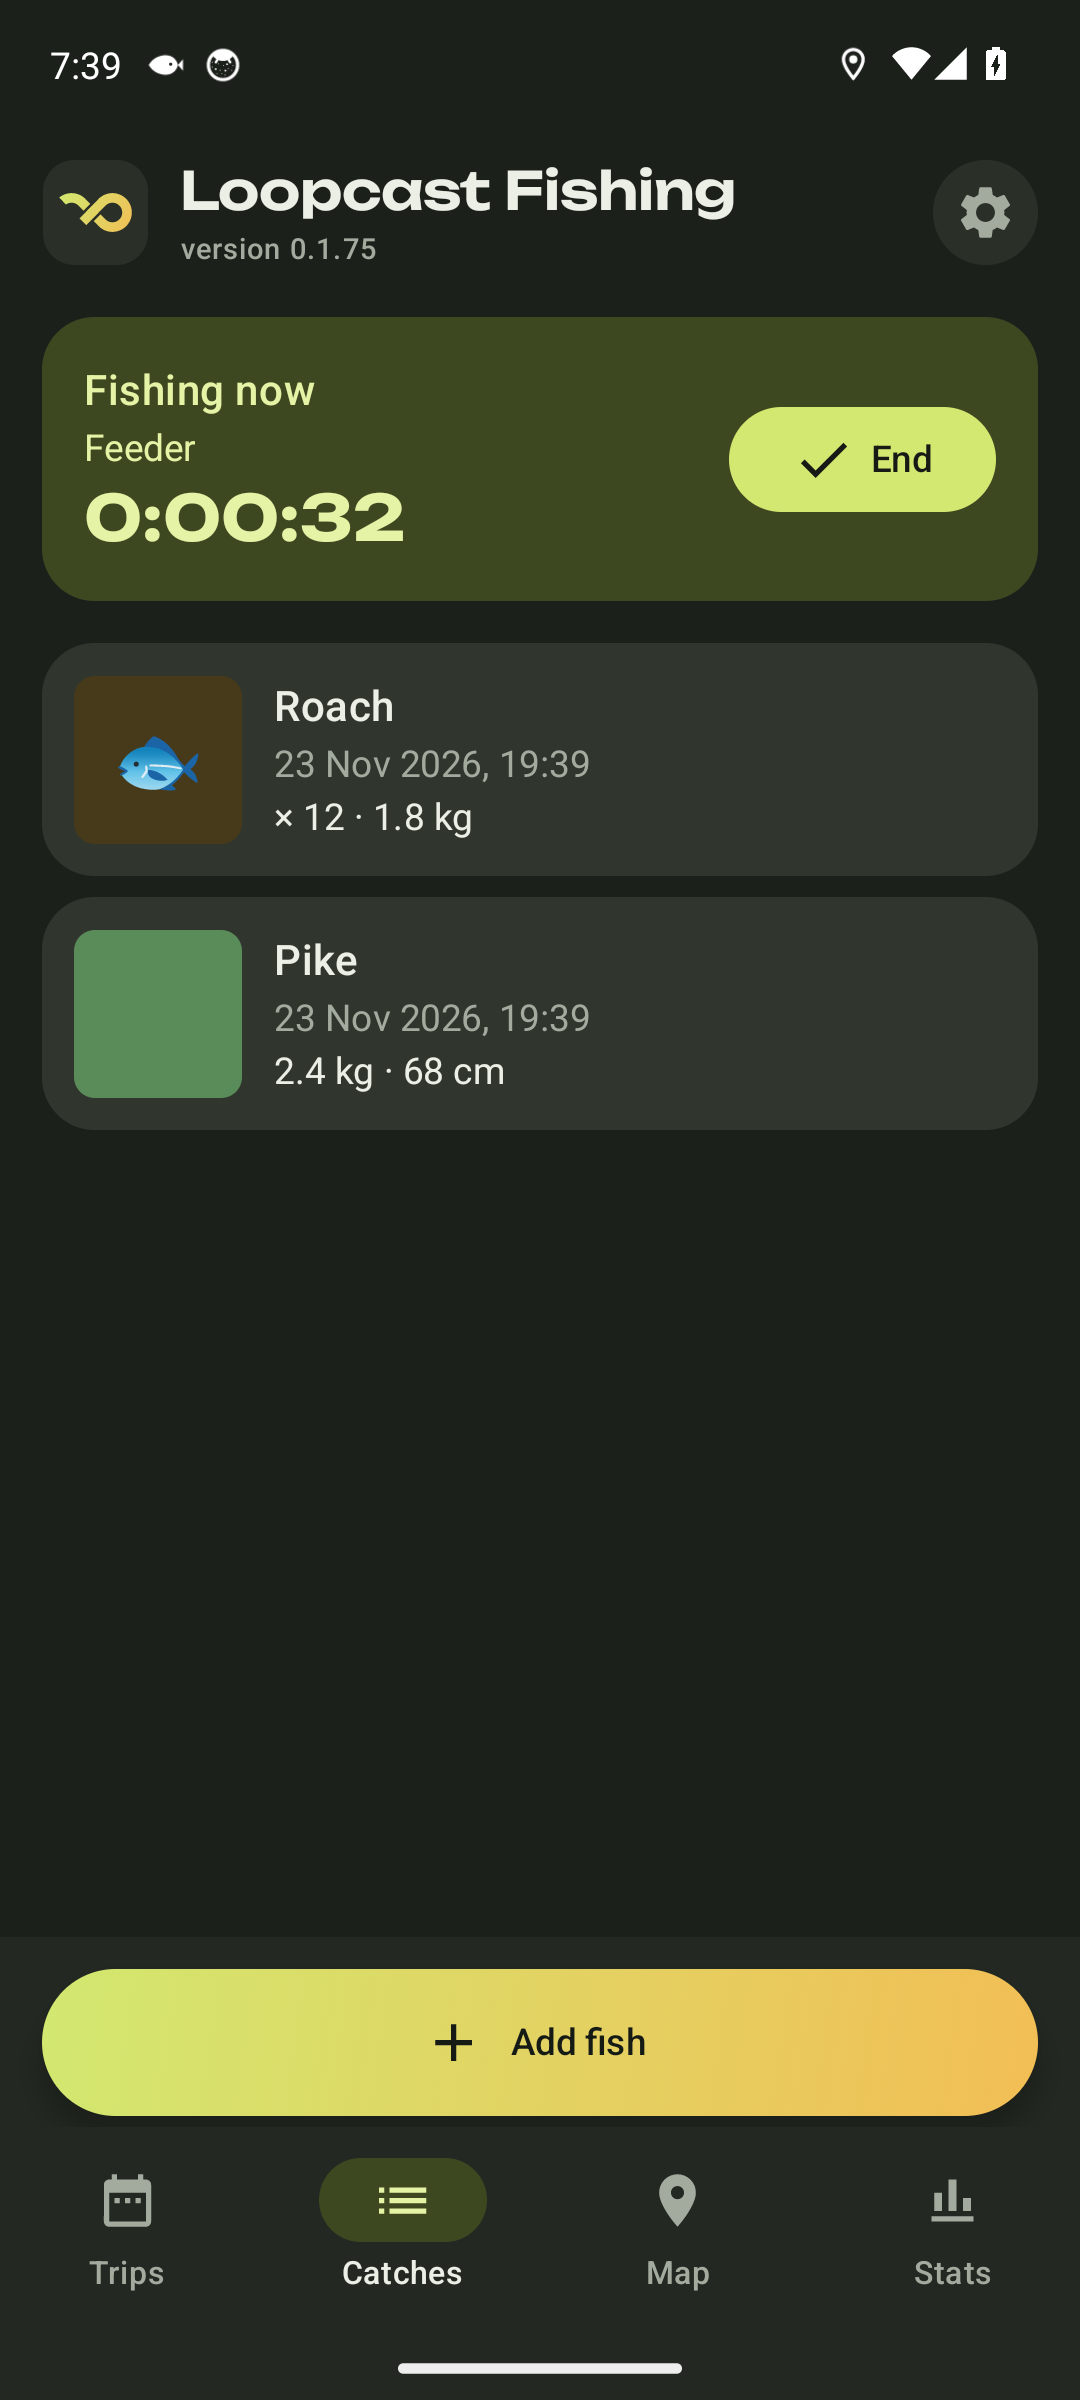 7:39
Loopcast Fishing
version 0.1.75
Fishing now
Feeder
0:00:32
End
Roach
23 Nov 2026, 19:39
× 12 · 1.8 kg
Pike
23 Nov 2026, 19:39
2.4 kg · 68 cm
Add fish
Trips
Catches
Map
Stats